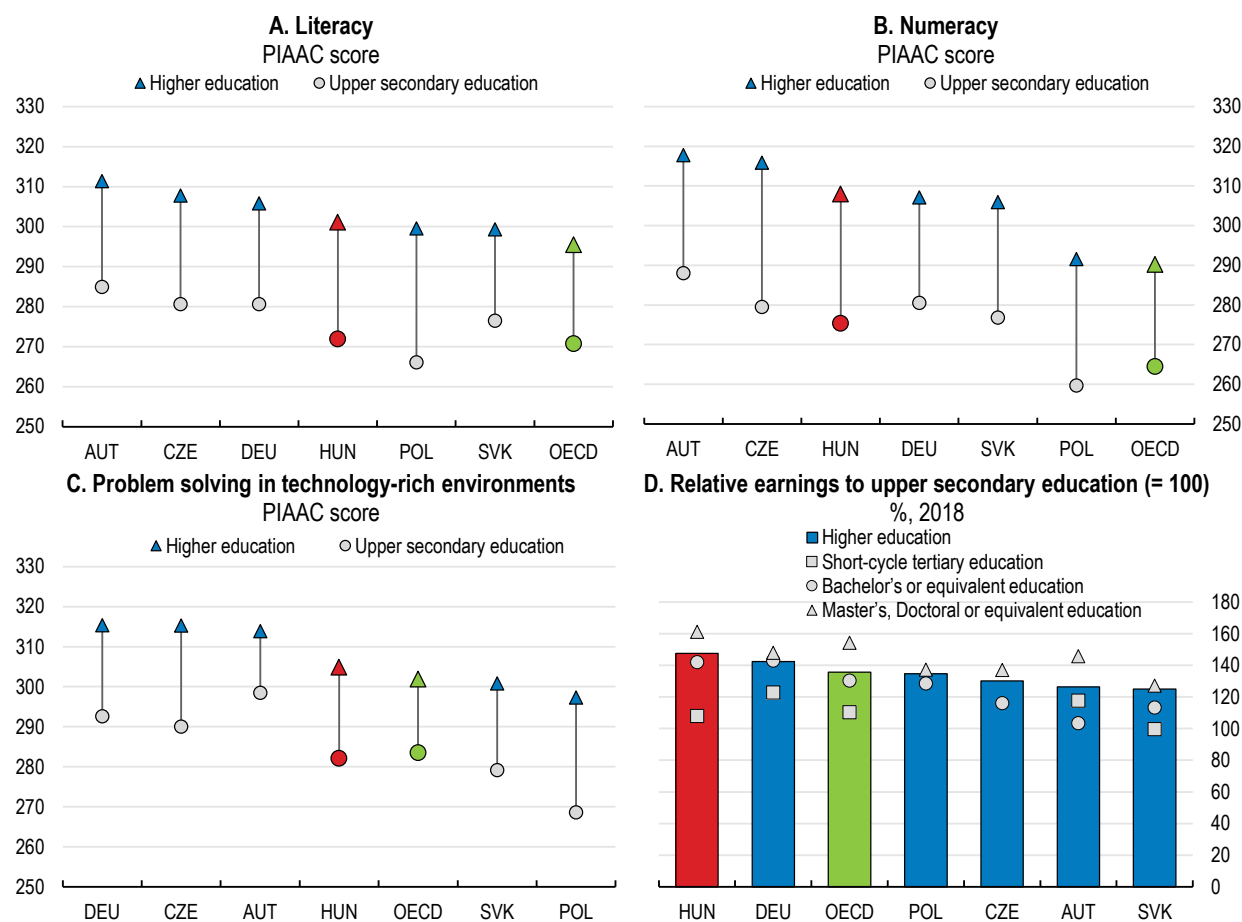 A. Literacy
PIAAC score
Higher education Upper secondary education
330
320
310
300
290
280
270
260
250
AUT CZE DEU HUN POL SVK OECD
B. Numeracy
PIAAC score
Higher education Upper secondary education
330
320
310
300
290
280
270
260
250
AUT CZE HUN DEU SVK POL OECD
C. Problem solving in technology-rich environments
PIAAC score
Higher education Upper secondary education
330
320
310
300
290
280
270
260
250
DEU CZE AUT HUN OECD SVK POL
D. Relative earnings to upper secondary education (= 100)
%, 2018
Higher education
Short-cycle tertiary education
Bachelor's or equivalent education
Master's, Doctoral or equivalent education
180
160
140
120
100
80
60
40
20
0
HUN DEU OECD POL CZE AUT SVK